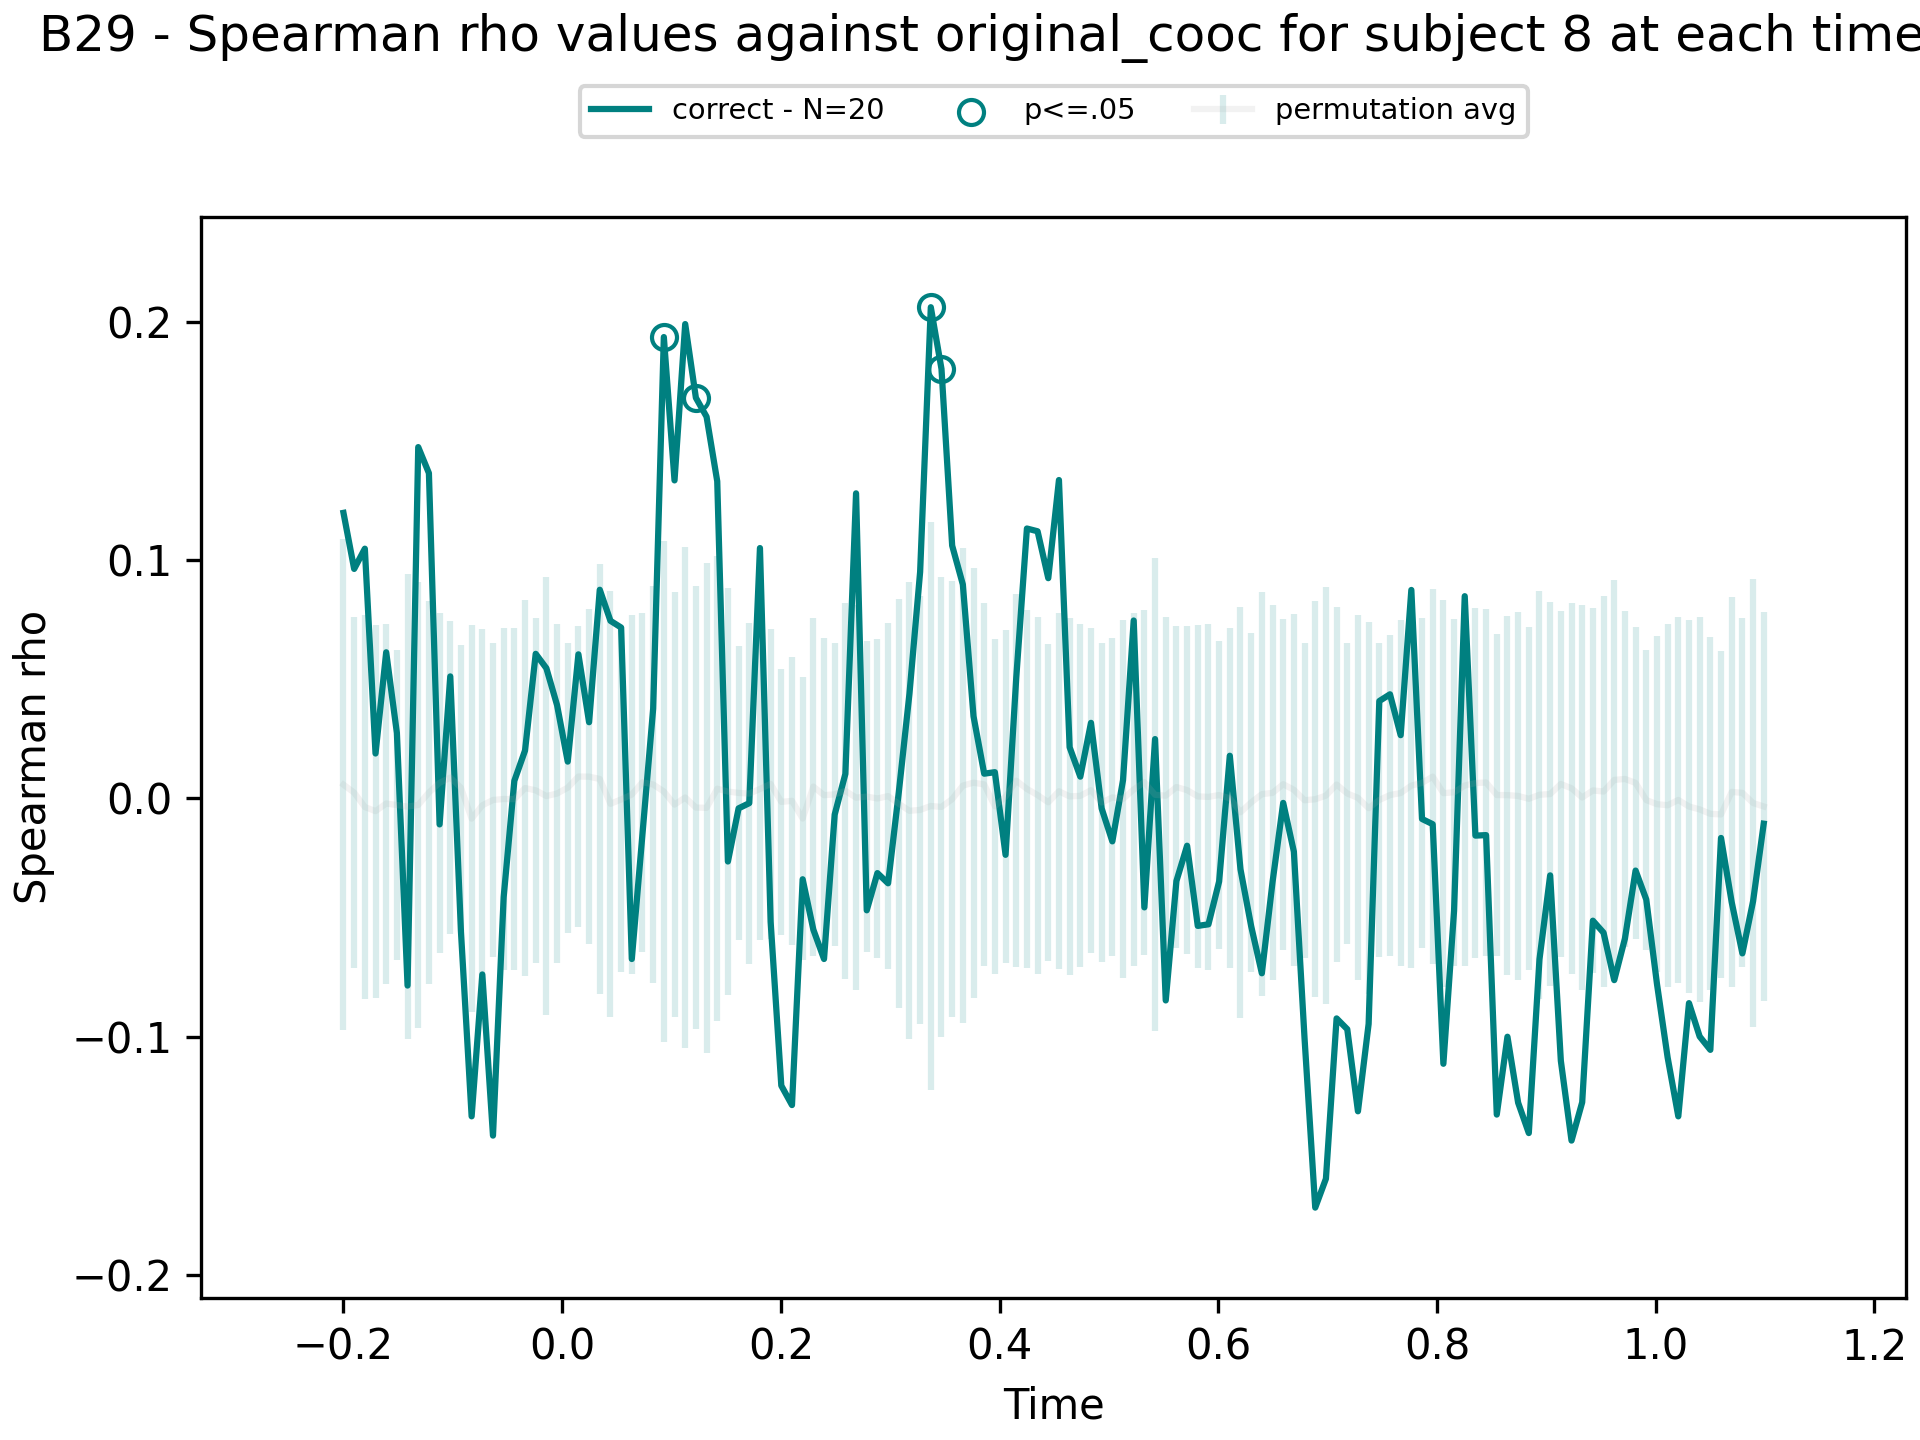 B29 - Spearman rho values against original_cooc for subject 8 at each time
correct - N=20 p<=.05 permutation avg
Spearman rho
0.2
0.1
0.0
−0.1
−0.2
−0.2 0.0 0.2 0.4 0.6 0.8 1.0 1.2
Time